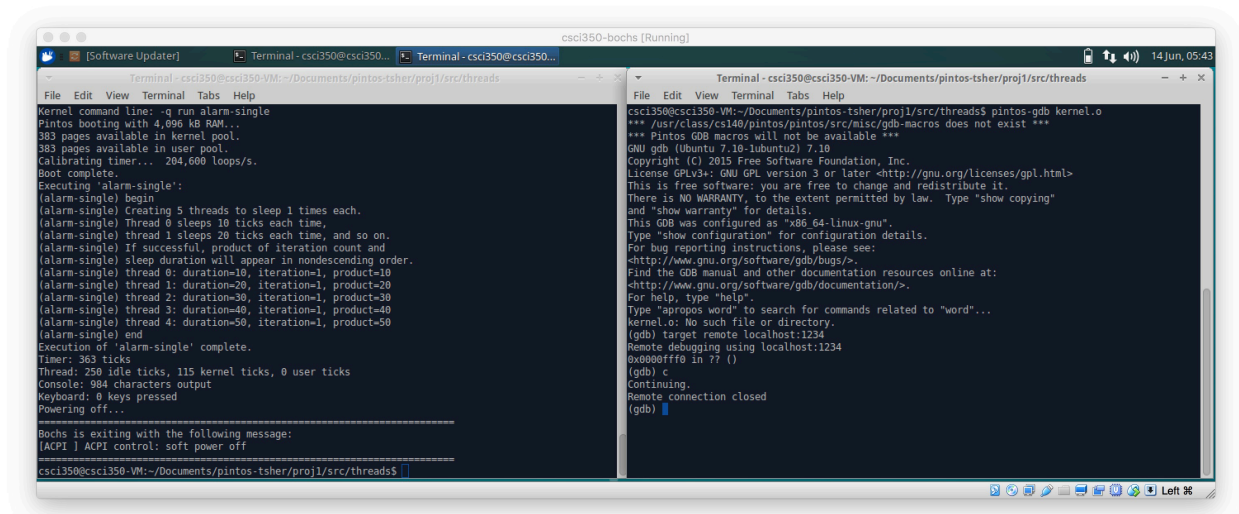 csci350-bochs [Running]
[Software Updater]
Terminal - csci350@csci350...
Terminal - csci350@csci350...
14 Jun, 05:43
Terminal - csci350@csci350-VM: ~/Documents/pintos-tsher/proj1/src/threads
File Edit View Terminal Tabs Help
Kernel command line: -q run alarm-single
Pintos booting with 4,096 kB RAM...
383 pages available in kernel pool.
383 pages available in user pool.
Calibrating timer... 204,600 loops/s.
Boot complete.
Executing 'alarm-single':
(alarm-single) begin
(alarm-single) Creating 5 threads to sleep 1 times each.
(alarm-single) Thread 0 sleeps 10 ticks each time,
(alarm-single) thread 1 sleeps 20 ticks each time, and so on.
(alarm-single) If successful, product of iteration count and
(alarm-single) sleep duration will appear in nondescending order.
(alarm-single) thread 0: duration=10, iteration=1, product=10
(alarm-single) thread 1: duration=20, iteration=1, product=20
(alarm-single) thread 2: duration=30, iteration=1, product=30
(alarm-single) thread 3: duration=40, iteration=1, product=40
(alarm-single) thread 4: duration=50, iteration=1, product=50
(alarm-single) end
Execution of 'alarm-single' complete.
Timer: 363 ticks
Thread: 250 idle ticks, 115 kernel ticks, 0 user ticks
Console: 984 characters output
Keyboard: 0 keys pressed
Powering off...
========================================================================
Bochs is exiting with the following message:
[ACPI ] ACPI control: soft power off
========================================================================
csci350@csci350-VM:~/Documents/pintos-tsher/proj1/src/threads$
Terminal - csci350@csci350-VM: ~/Documents/pintos-tsher/proj1/src/threads
File Edit View Terminal Tabs Help
csci350@csci350-VM:~/Documents/pintos-tsher/proj1/src/threads$ pintos-gdb kernel.o
*** /usr/class/cs140/pintos/pintos/src/misc/gdb-macros does not exist ***
*** Pintos GDB macros will not be available ***
GNU gdb (Ubuntu 7.10-1ubuntu2) 7.10
Copyright (C) 2015 Free Software Foundation, Inc.
License GPLv3+: GNU GPL version 3 or later <http://gnu.org/licenses/gpl.html>
This is free software: you are free to change and redistribute it.
There is NO WARRANTY, to the extent permitted by law.  Type "show copying"
and "show warranty" for details.
This GDB was configured as "x86_64-linux-gnu".
Type "show configuration" for configuration details.
For bug reporting instructions, please see:
<http://www.gnu.org/software/gdb/bugs/>.
Find the GDB manual and other documentation resources online at:
<http://www.gnu.org/software/gdb/documentation/>.
For help, type "help".
Type "apropos word" to search for commands related to "word"...
kernel.o: No such file or directory.
(gdb) target remote localhost:1234
Remote debugging using localhost:1234
0x0000fff0 in ?? ()
(gdb) c
Continuing.
Remote connection closed
(gdb)
Left ⌘